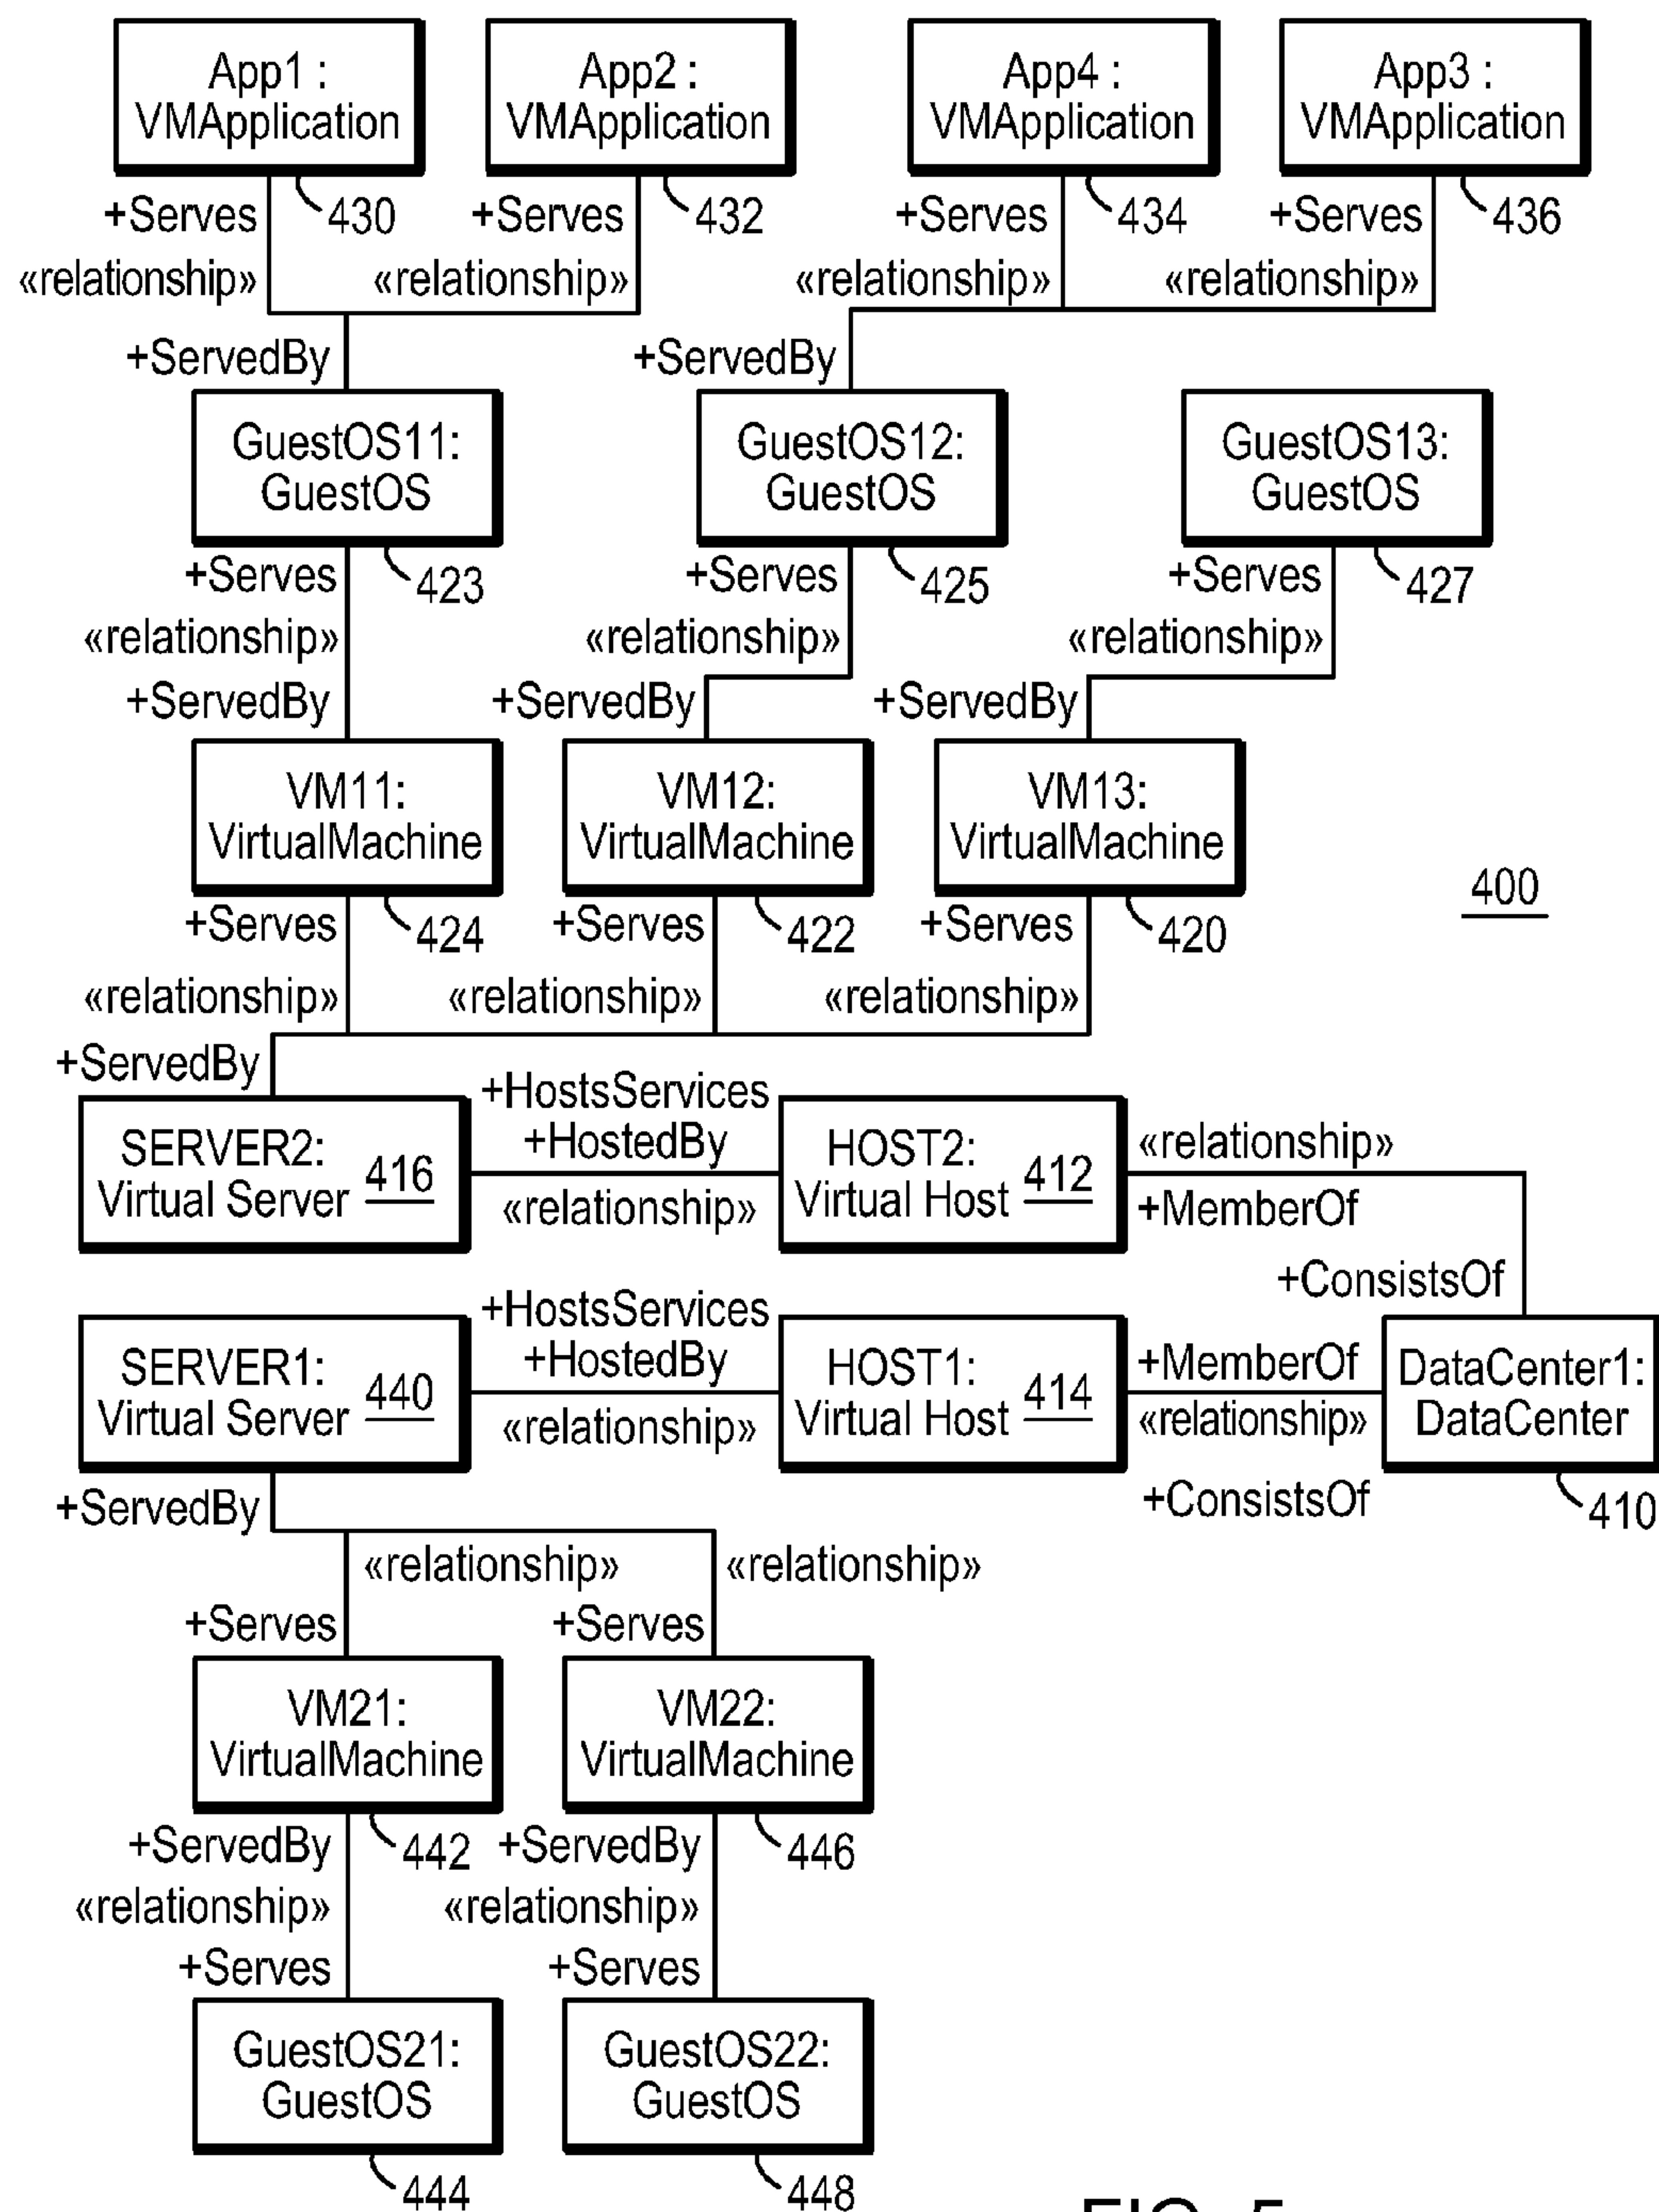 App1 :
VMApplication
App2 :
VMApplication
App4 :
VMApplication
App3 :
VMApplication
+Serves
430
+Serves
432
+Serves
434
+Serves
436
«relationship»
«relationship»
«relationship»
«relationship»
+ServedBy
+ServedBy
GuestOS11:
GuestOS
GuestOS12:
GuestOS
GuestOS13:
GuestOS
+Serves
423
+Serves
425
+Serves
427
«relationship»
«relationship»
«relationship»
+ServedBy
+ServedBy
+ServedBy
VM11:
VirtualMachine
VM12:
VirtualMachine
VM13:
VirtualMachine
400
+Serves
424
+Serves
422
+Serves
420
«relationship»
«relationship»
«relationship»
+ServedBy
SERVER2:
Virtual Server 416
+HostsServices
+HostedBy
«relationship»
HOST2:
Virtual Host 412
«relationship»
+MemberOf
+ConsistsOf
SERVER1:
Virtual Server 440
+HostsServices
+HostedBy
«relationship»
HOST1:
Virtual Host 414
+MemberOf
«relationship»
+ConsistsOf
DataCenter1:
DataCenter
410
+ServedBy
«relationship»
«relationship»
+Serves
+Serves
VM21:
VirtualMachine
VM22:
VirtualMachine
+ServedBy
442
+ServedBy
446
«relationship»
«relationship»
+Serves
+Serves
GuestOS21:
GuestOS
GuestOS22:
GuestOS
444
448
FIG. 5